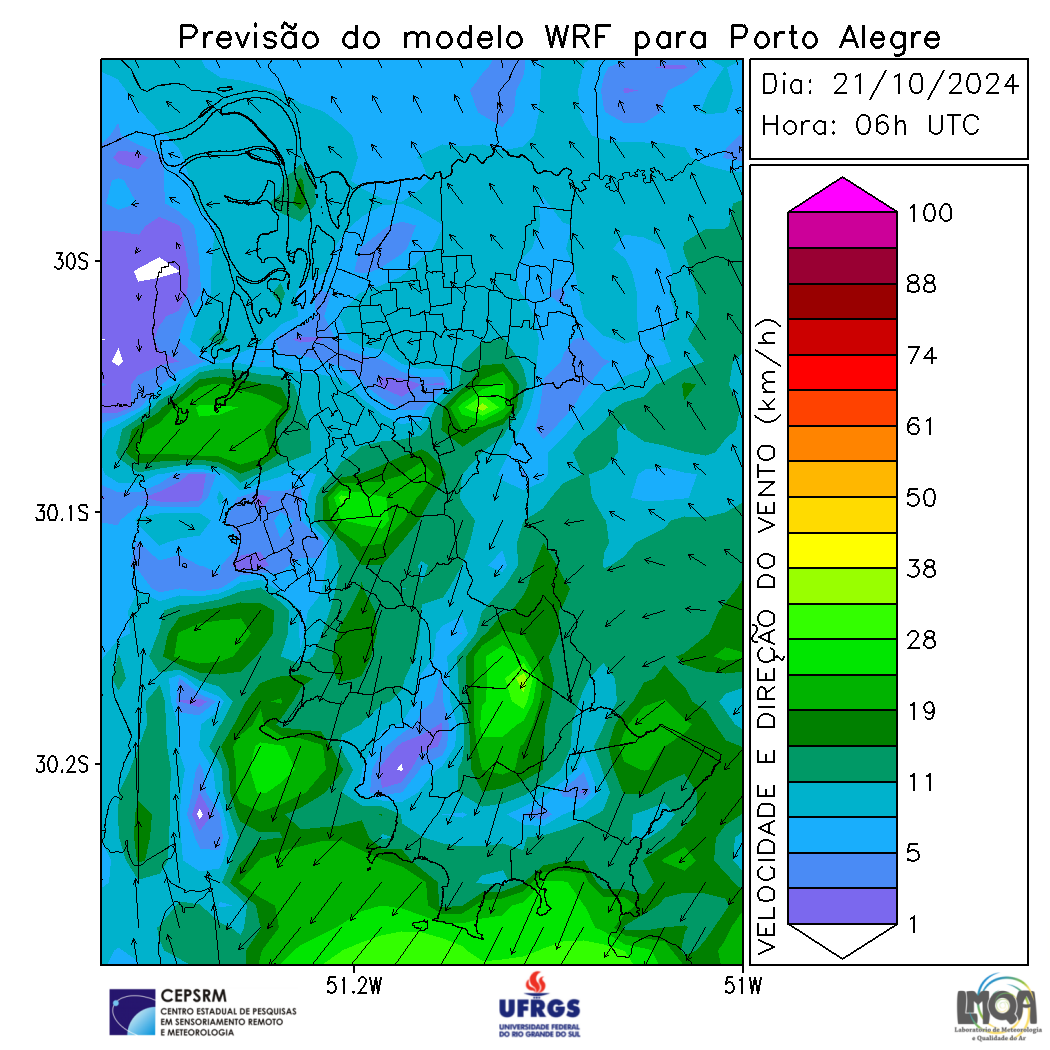 Previsão do modelo WRF para Porto Alegre
Dia: 21/10/2024
Hora: 06h UTC
30S
30.1S
30.2S
51.2W
51W
VELOCIDADE E DIREÇÃO DO VENTO (km/h)
100
88
74
61
50
38
28
19
11
5
1
CEPSRM
CENTRO ESTADUAL DE PESQUISAS
EM SENSORIAMENTO REMOTO
E METEOROLOGIA
UFRGS
UNIVERSIDADE FEDERAL
DO RIO GRANDE DO SUL
LMQA
Laboratório de Meteorologia
e Qualidade do Ar